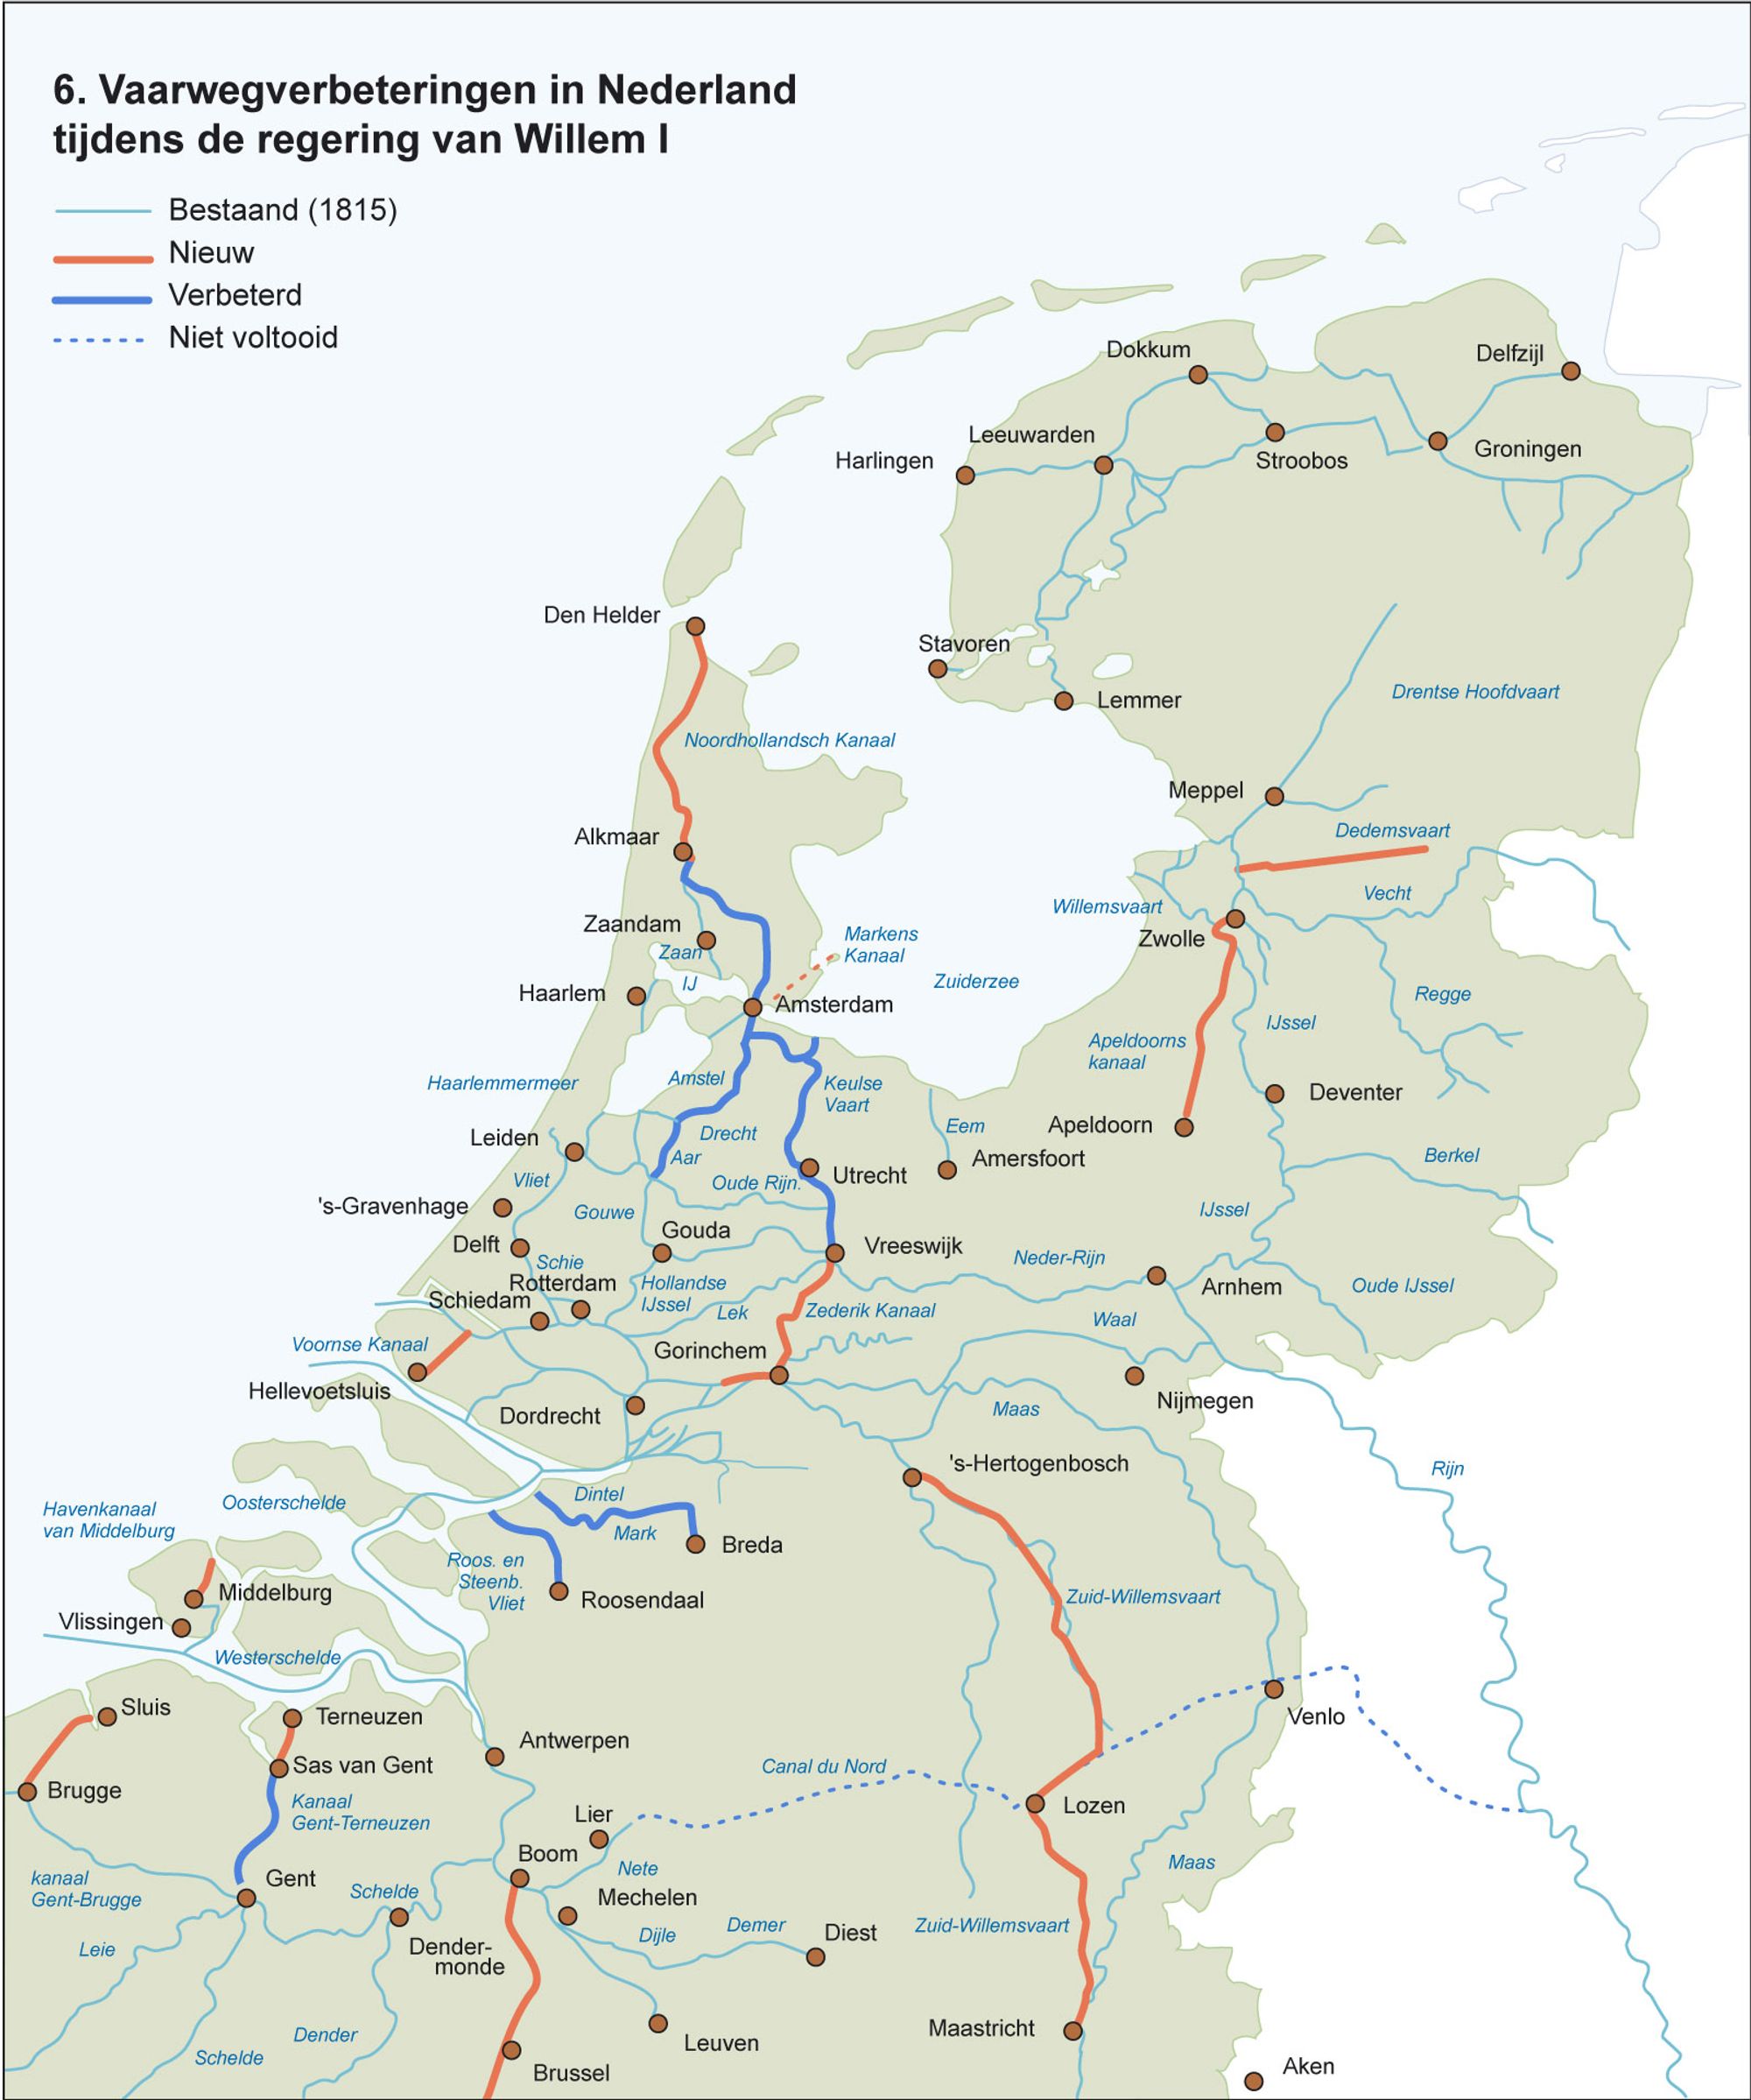 6. Vaarwegverbeteringen in Nederland
tijdens de regering van Willem I
Bestaand (1815)
Nieuw
Verbeterd
Niet voltooid
Dokkum
Delfzijl
Leeuwarden
Harlingen
Stroobos
Groningen
Den Helder
Stavoren
Lemmer
Drentse Hoofdvaart
Noordhollandsch Kanaal
Meppel
Alkmaar
Dedemsvaart
Vecht
Willemsvaart
Zaandam
Zwolle
Markens
Kanaal
Zaan
IJ
Zuiderzee
Haarlem
Amsterdam
Regge
IJssel
Apeldoorns
kanaal
Haarlemmermeer
Amstel
Keulse
Vaart
Deventer
Eem
Apeldoorn
Leiden
Drecht
Aar
Amersfoort
Berkel
Vliet
Oude Rijn.
Utrecht
's-Gravenhage
Gouwe
IJssel
Gouda
Delft
Vreeswijk
Schie
Neder-Rijn
Rotterdam
Hollandse
IJssel
Arnhem
Oude IJssel
Schiedam
Lek
Zederik Kanaal
Waal
Voornse Kanaal
Gorinchem
Hellevoetsluis
Nijmegen
Dordrecht
Maas
's-Hertogenbosch
Rijn
Havenkanaal
van Middelburg
Oosterschelde
Dintel
Mark
Breda
Roos. en
Steenb.
Vliet
Middelburg
Roosendaal
Zuid-Willemsvaart
Vlissingen
Westerschelde
Sluis
Terneuzen
Venlo
Antwerpen
Sas van Gent
Canal du Nord
Brugge
Kanaal
Gent-Terneuzen
Lier
Lozen
Boom
Nete
Maas
kanaal
Gent-Brugge
Gent
Schelde
Mechelen
Zuid-Willemsvaart
Leie
Dijle
Demer
Diest
Dender-
monde
Maastricht
Dender
Leuven
Schelde
Brussel
Aken